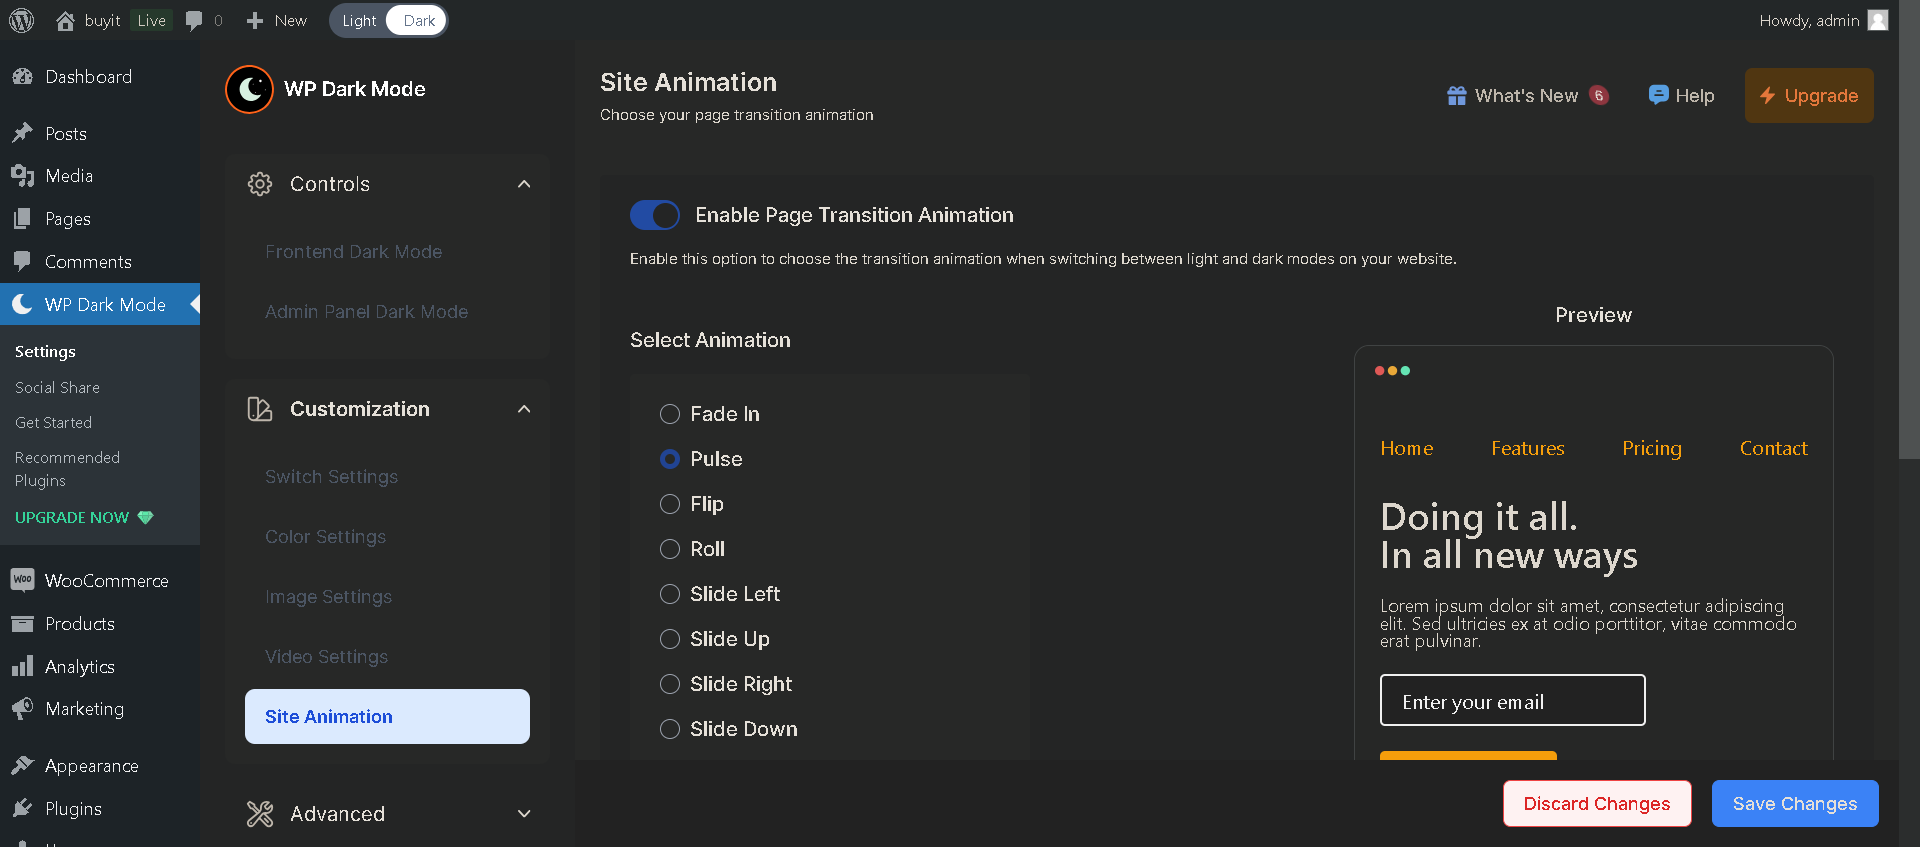 buyit Live 0 New Light Dark Howdy, admin
Dashboard
Posts
Media
Pages
Comments
WP Dark Mode
Settings
Social Share
Get Started
Recommended
Plugins
UPGRADE NOW
Woo WooCommerce
Products
Analytics
Marketing
Appearance
Plugins
WP Dark Mode
Controls
Frontend Dark Mode
Admin Panel Dark Mode
Customization
Switch Settings
Color Settings
Image Settings
Video Settings
Site Animation
Advanced
Site Animation
Choose your page transition animation
What's New 6 Help Upgrade
Enable Page Transition Animation
Enable this option to choose the transition animation when switching between light and dark modes on your website.
Select Animation
Fade In
Pulse
Flip
Roll
Slide Left
Slide Up
Slide Right
Slide Down
Preview
Home Features Pricing Contact
Doing it all.
In all new ways
Lorem ipsum dolor sit amet, consectetur adipiscing
elit. Sed ultricies ex at odio porttitor, vitae commodo
erat pulvinar.
Enter your email
Discard Changes Save Changes